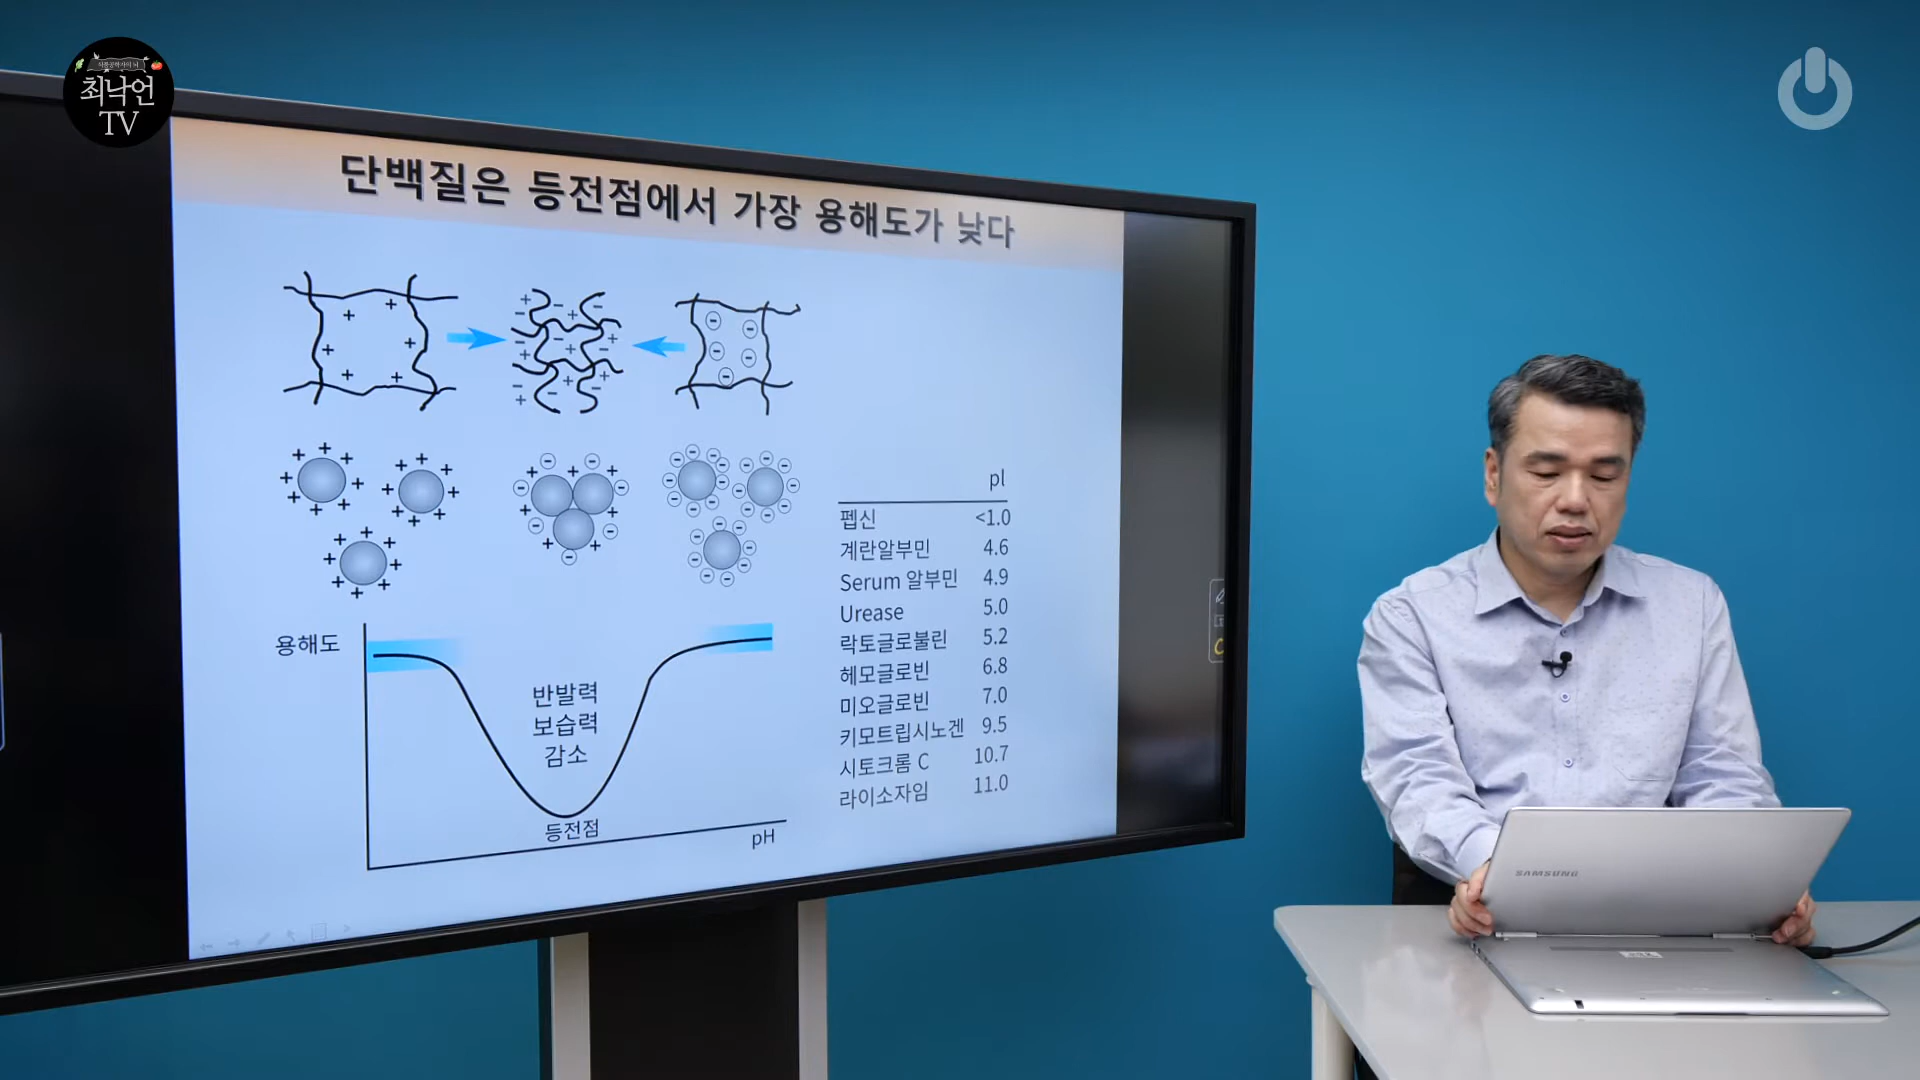 최낙언
TV
단백질은 등전점에서 가장 용해도가 낮다
용해도
반발력
보습력
감소
등전점
pH
pl
펩신 <1.0
계란알부민 4.6
Serum 알부민 4.9
Urease 5.0
락토글로불린 5.2
헤모글로빈 6.8
미오글로빈 7.0
키모트립시노겐 9.5
시토크롬 C 10.7
라이소자임 11.0
SAMSUNG